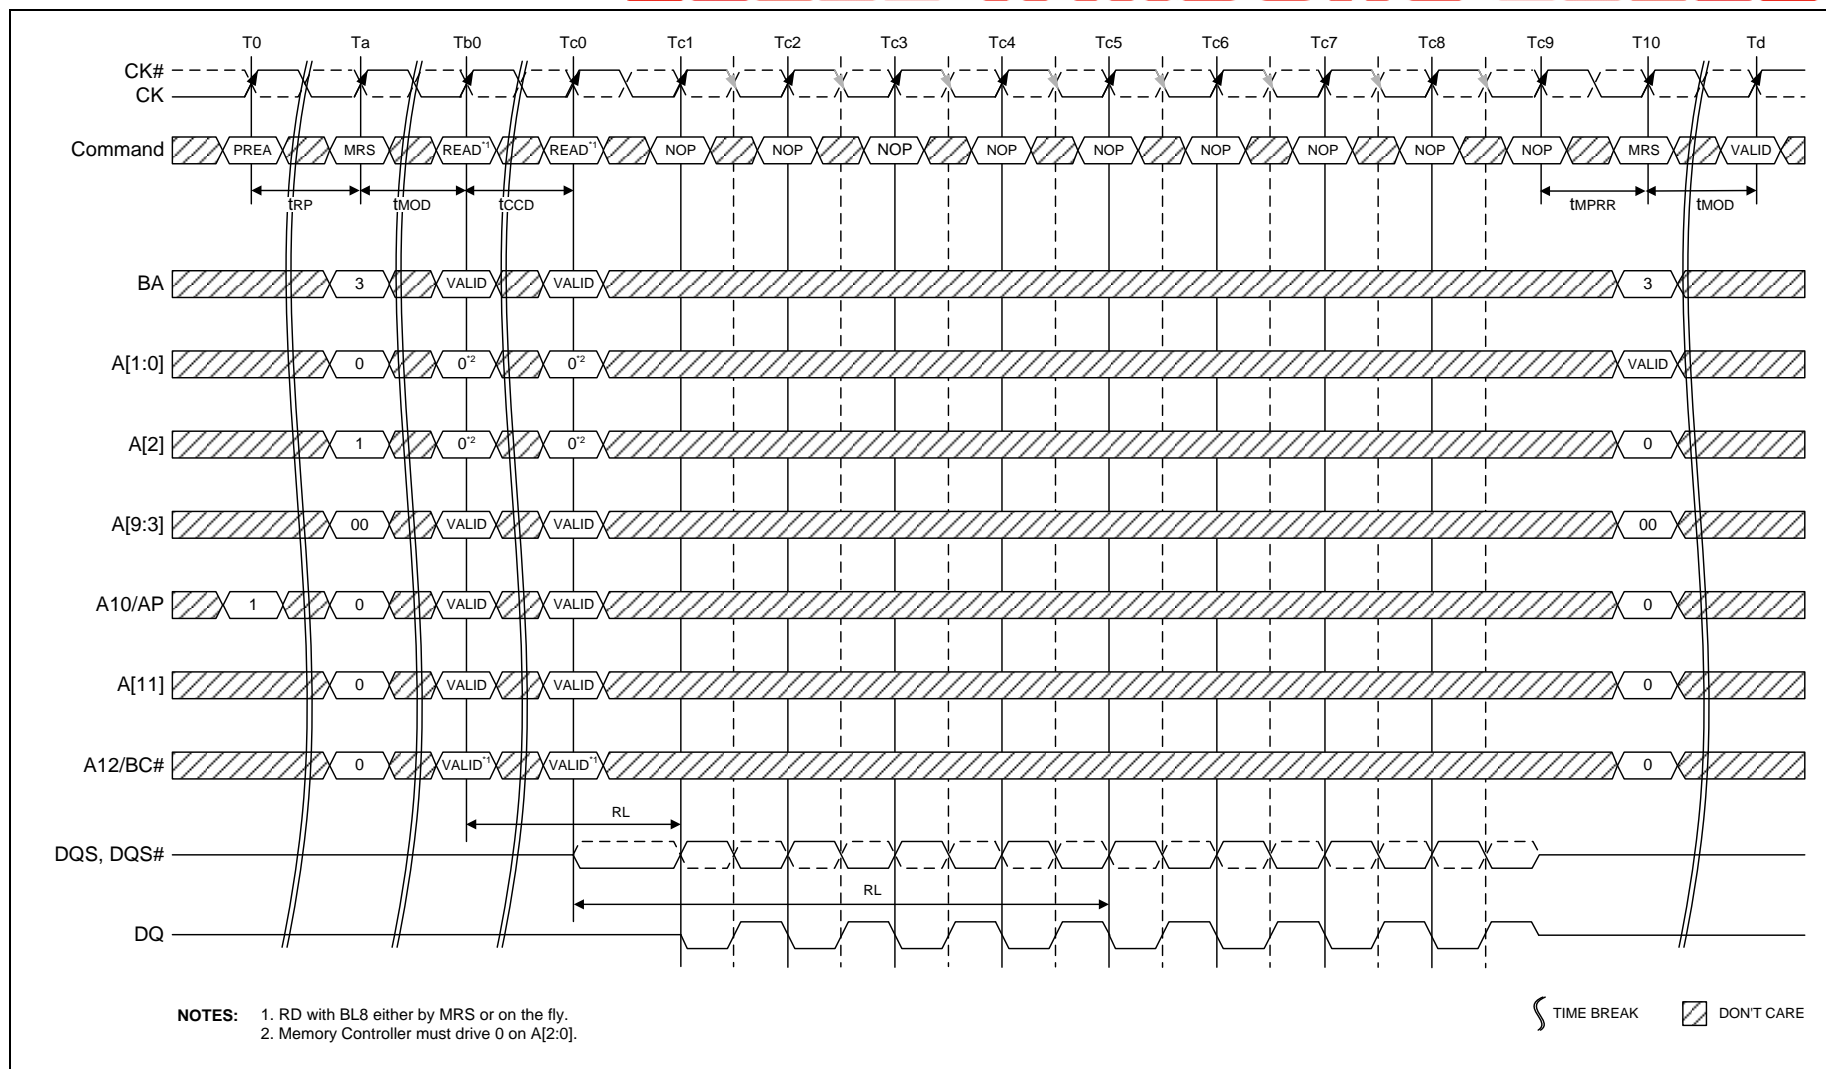 T0 Ta Tb0 Tc0 Tc1 Tc2 Tc3 Tc4 Tc5 Tc6 Tc7 Tc8 Tc9 T10 Td
CK#
CK
Command PREA MRS READ*1 READ*1 NOP NOP NOP NOP NOP NOP NOP NOP NOP MRS VALID
tRP tMOD tCCD tMPRR tMOD
BA 3 VALID VALID 3
A[1:0] 0 0*2 0*2 VALID
A[2] 1 0*2 0*2 0
A[9:3] 00 VALID VALID 00
A10/AP 1 0 VALID VALID 0
A[11] 0 VALID VALID 0
A12/BC# 0 VALID*1 VALID*1 0
RL
DQS, DQS#
RL
DQ
NOTES: 1. RD with BL8 either by MRS or on the fly.
2. Memory Controller must drive 0 on A[2:0].
TIME BREAK DON'T CARE